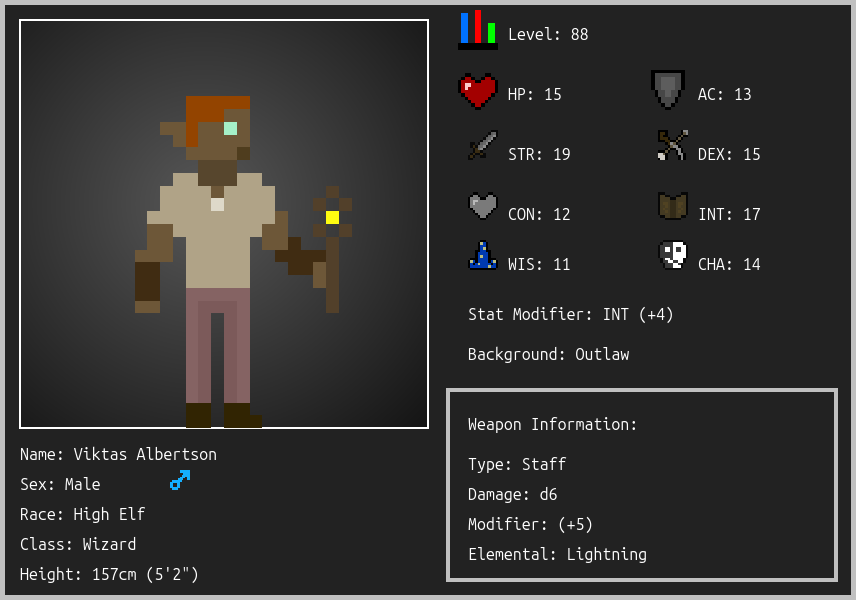 Level: 88
HP: 15
AC: 13
STR: 19
DEX: 15
CON: 12
INT: 17
WIS: 11
CHA: 14
Stat Modifier: INT (+4)
Background: Outlaw
Weapon Information:
Type: Staff
Damage: d6
Modifier: (+5)
Elemental: Lightning
Name: Viktas Albertson
Sex: Male
Race: High Elf
Class: Wizard
Height: 157cm (5'2")